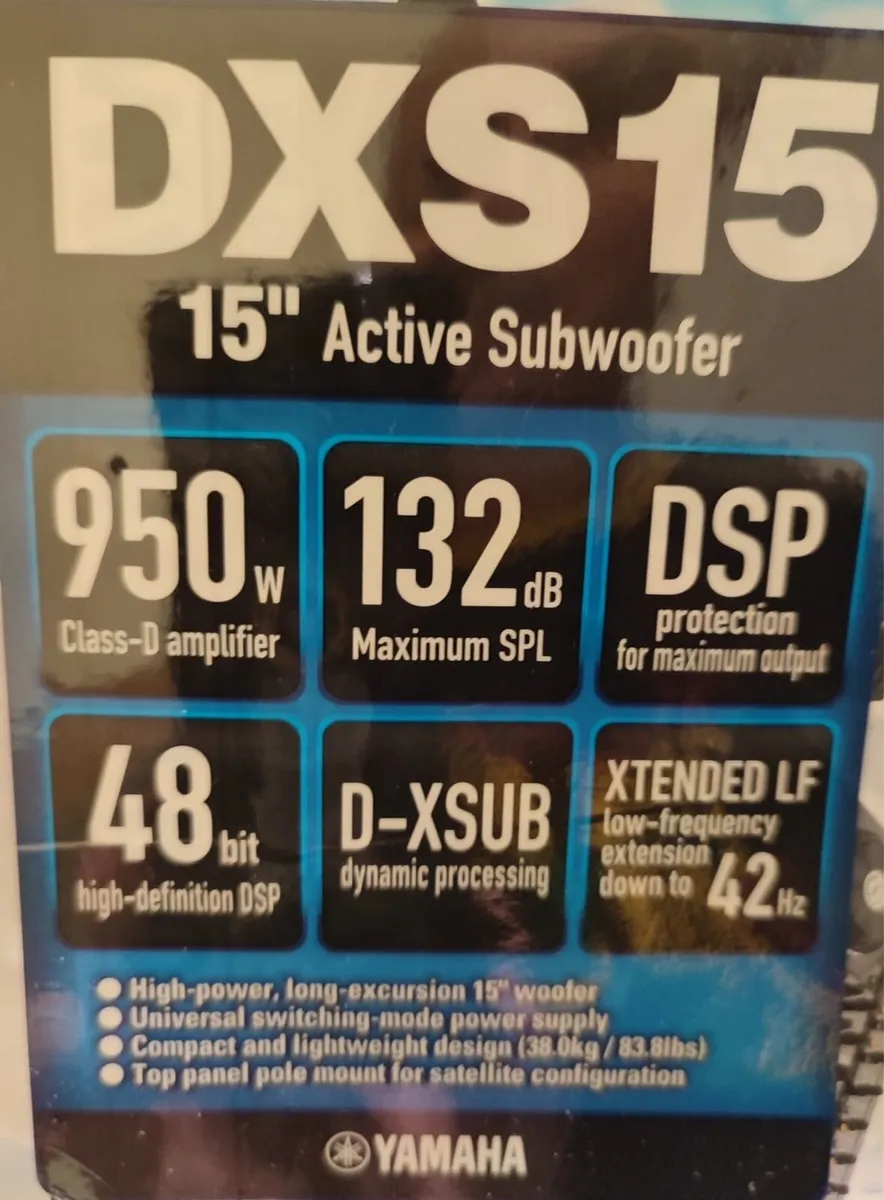 DXS15
15" Active Subwoofer
950W
Class-D amplifier
132dB
Maximum SPL
DSP
protection
for maximum output
48bit
high-definition DSP
D-XSUB
dynamic processing
XTENDED LF
low-frequency
extension
down to 42Hz
● High-power, long-excursion 15" woofer
● Universal switching-mode power supply
● Compact and lightweight design (38.0kg / 83.8lbs)
● Top panel pole mount for satellite configuration
YAMAHA